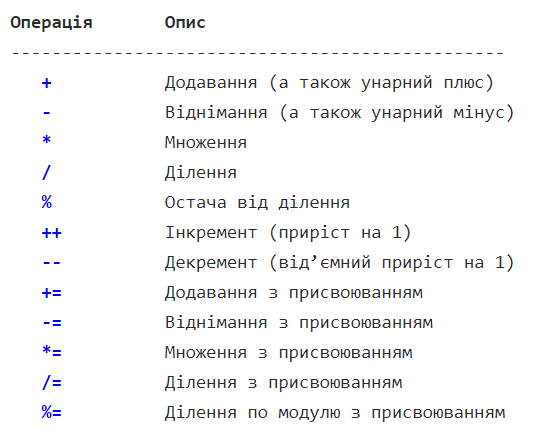 Операція Опис
------------------------------------------------
+ Додавання (а також унарний плюс)
- Віднімання (а також унарний мінус)
* Множення
/ Ділення
% Остача від ділення
++ Інкремент (приріст на 1)
-- Декремент (від’ємний приріст на 1)
+= Додавання з присвоюванням
-= Віднімання з присвоюванням
*= Множення з присвоюванням
/= Ділення з присвоюванням
%= Ділення по модулю з присвоюванням